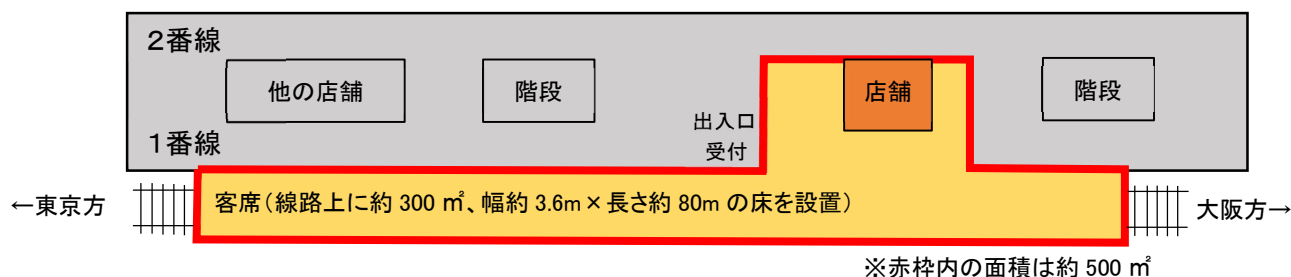 2番線
他の店舗
階段
店舗
階段
出入口
受付
1番線
←東京方
客席（線路上に約 300 ㎡、幅約 3.6m×長さ約 80m の床を設置）
大阪方→
※赤枠内の面積は約 500 ㎡